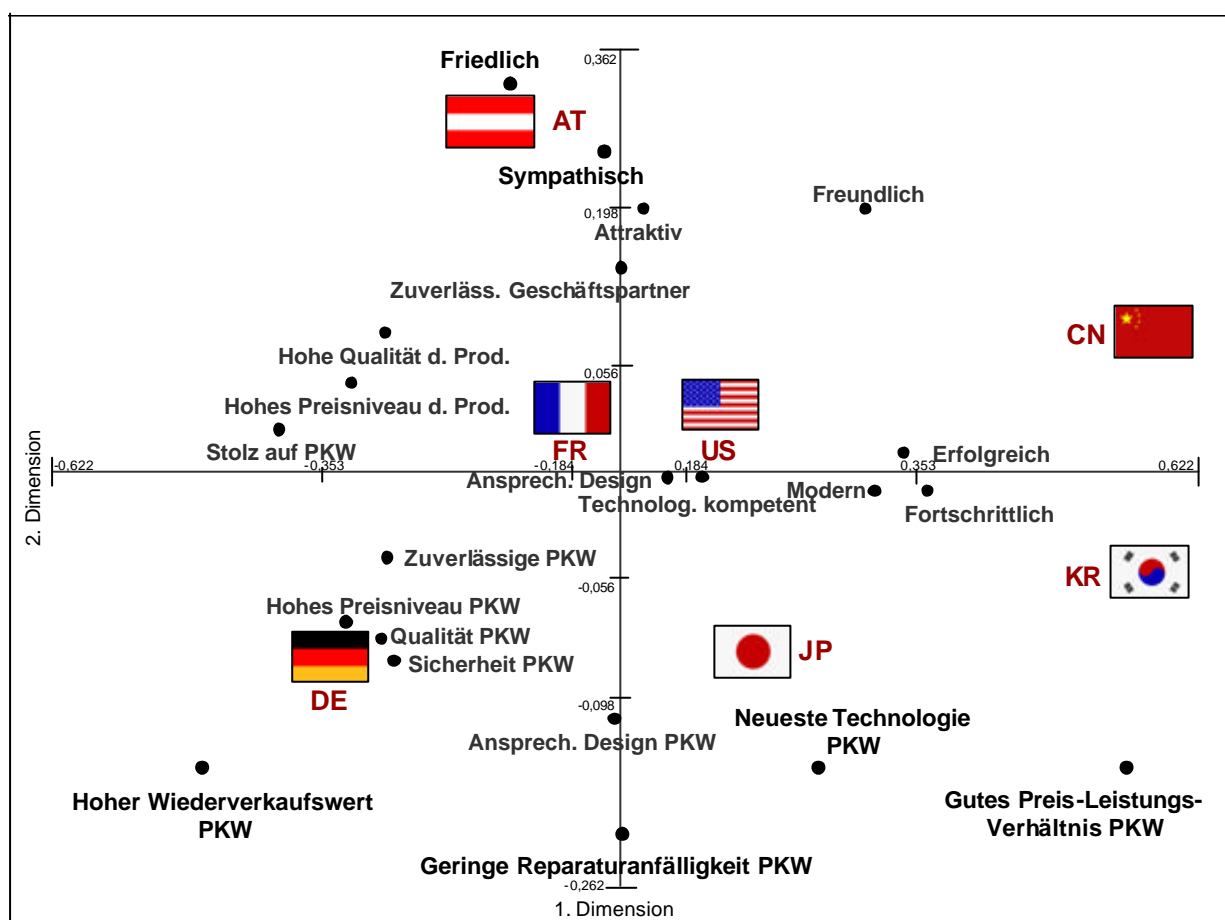 Friedlich
0,362
AT
Sympathisch
Freundlich
0,198
Attraktiv
Zuverläss. Geschäftspartner
CN
Hohe Qualität d. Prod.
0,056
Hohes Preisniveau d. Prod.
Stolz auf PKW
FR
US
Erfolgreich
-0,622
-0,353
-0,184
0,184
0,353
0,622
Ansprech. Design
Technolog. kompetent
Modern
Fortschrittlich
2. Dimension
Zuverlässige PKW
-0,056
KR
Hohes Preisniveau PKW
Qualität PKW
Sicherheit PKW
JP
DE
-0,098
Ansprech. Design PKW
Neueste Technologie
PKW
Hoher Wiederverkaufswert
PKW
Gutes Preis-Leistungs-
Verhältnis PKW
Geringe Reparaturanfälligkeit PKW
-0,262
1. Dimension